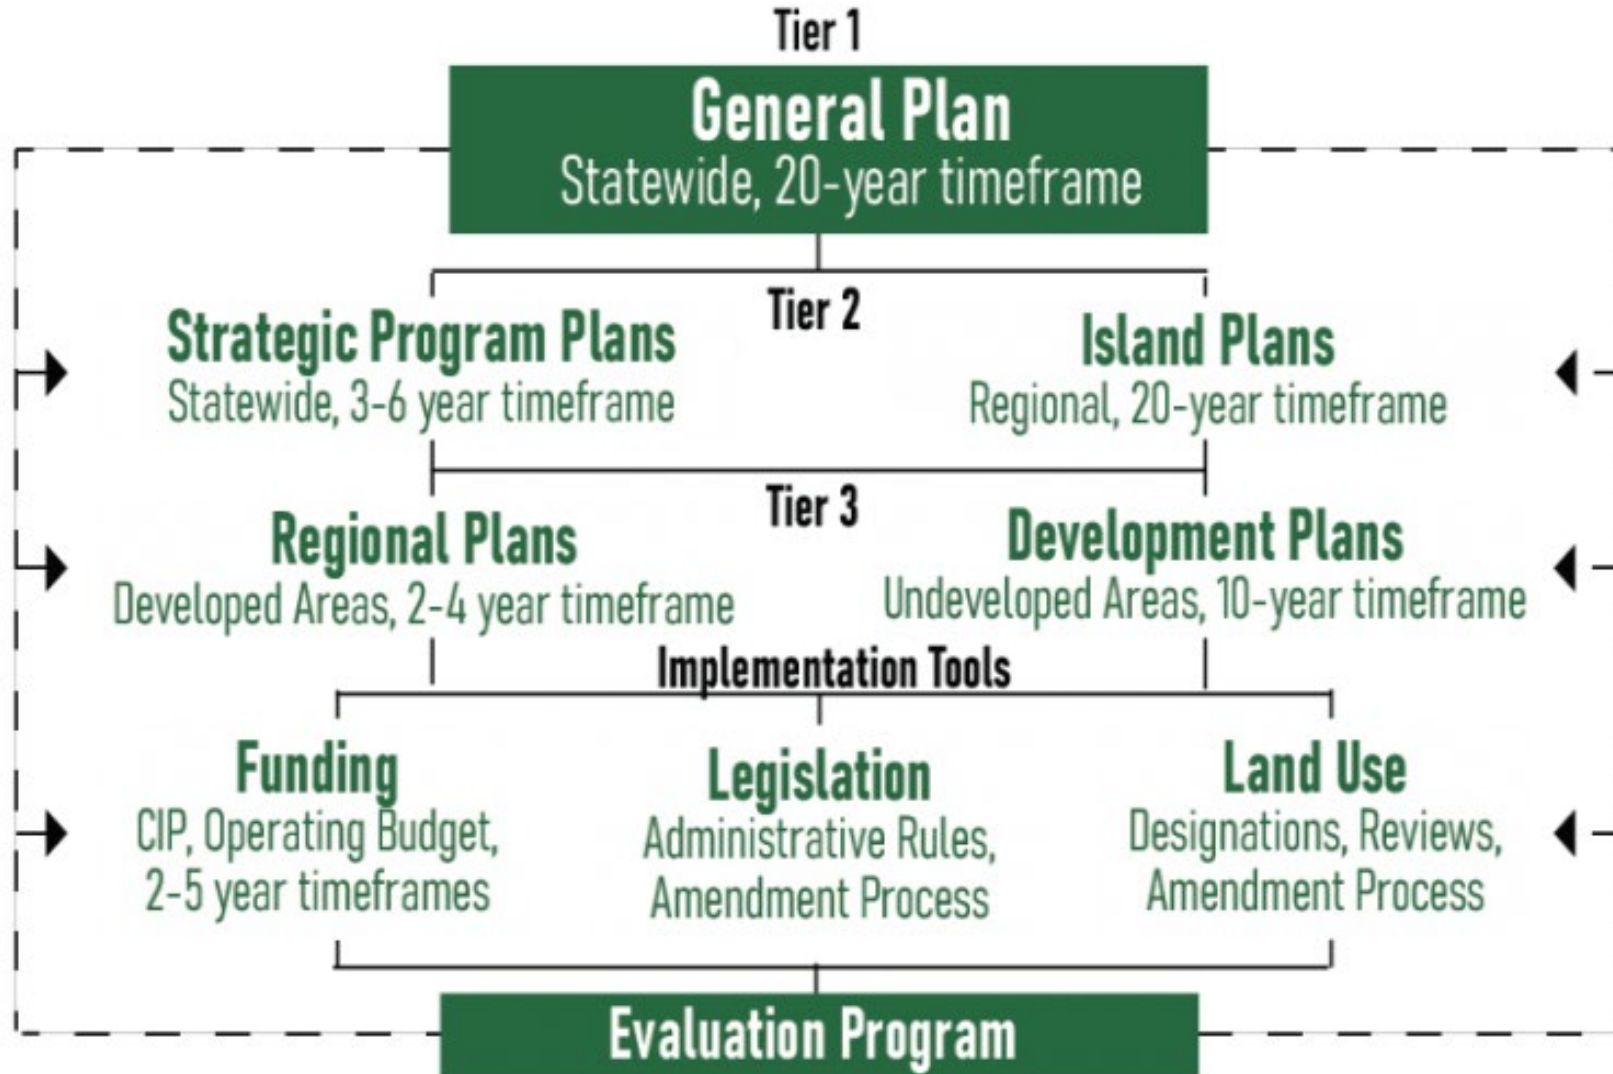 Tier 1
General Plan
Statewide, 20-year timeframe
Tier 2
Strategic Program Plans
Statewide, 3-6 year timeframe
Island Plans
Regional, 20-year timeframe
Tier 3
Regional Plans
Developed Areas, 2-4 year timeframe
Development Plans
Undeveloped Areas, 10-year timeframe
Implementation Tools
Funding
CIP, Operating Budget,
2-5 year timeframes
Legislation
Administrative Rules,
Amendment Process
Land Use
Designations, Reviews,
Amendment Process
Evaluation Program